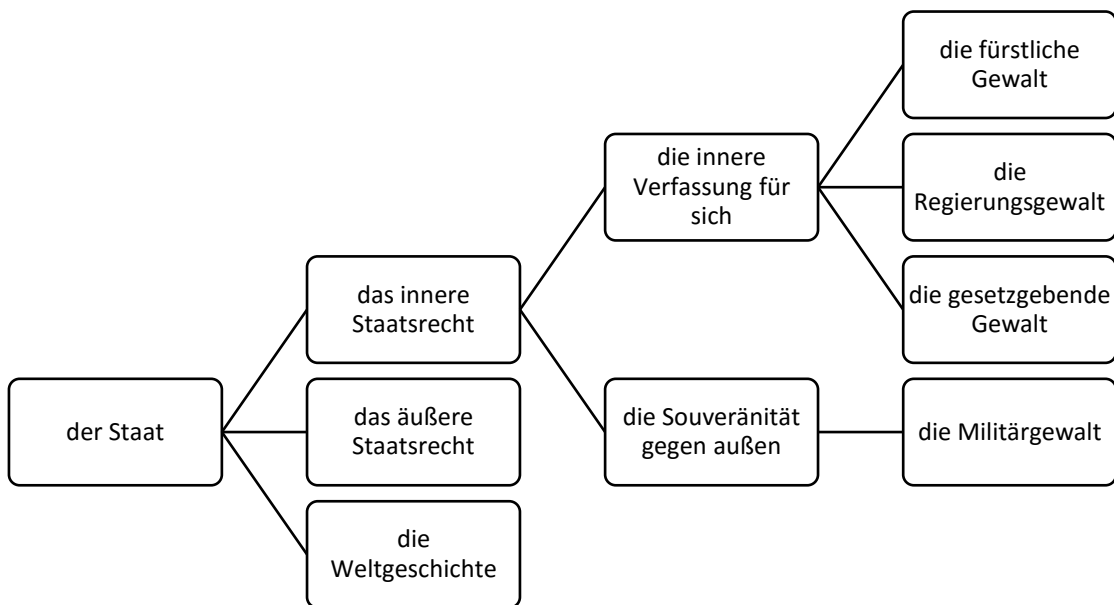 der Staat
das innere
Staatsrecht
das äußere
Staatsrecht
die
Weltgeschichte
die innere
Verfassung für
sich
die Souveränität
gegen außen
die fürstliche
Gewalt
die
Regierungsgewalt
die gesetzgebende
Gewalt
die Militärgewalt